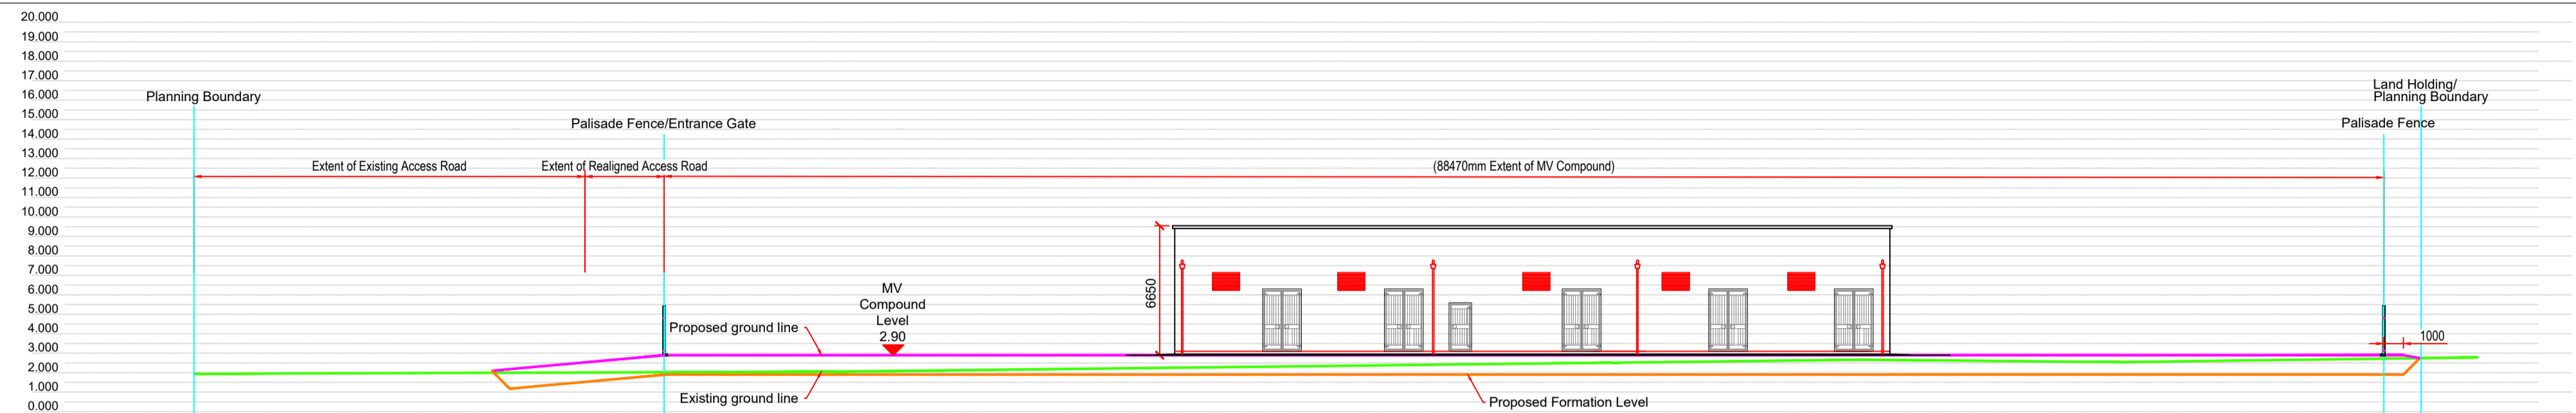 20.000
19.000
18.000
17.000
16.000
15.000
14.000
13.000
12.000
11.000
10.000
9.000
8.000
7.000
6.000
5.000
4.000
3.000
2.000
1.000
0.000
Planning Boundary
Palisade Fence/Entrance Gate
Extent of Existing Access Road
Extent of Realigned Access Road
(88470mm Extent of MV Compound)
Land Holding/
Planning Boundary
Palisade Fence
MV
Compound
Level
2.90
6650
1000
Proposed ground line
Existing ground line
Proposed Formation Level